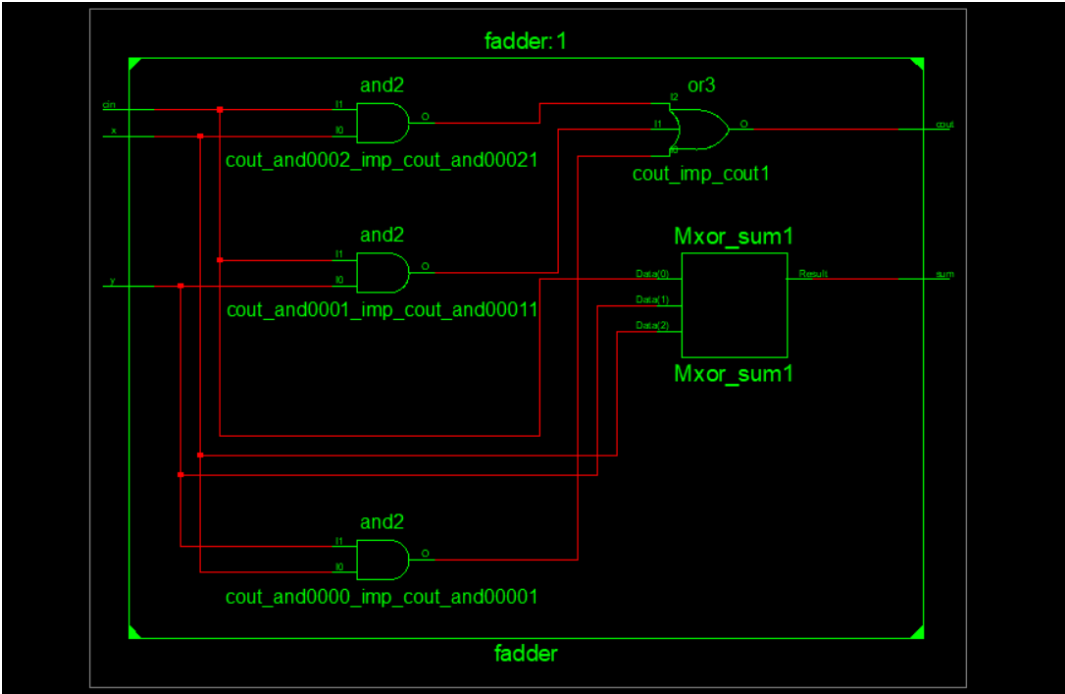 fadder:1
and2
or3
cin
I1
O
I2
x
I0
I1
O
cout
cout_and0002_imp_cout_and00021
cout_imp_cout1
and2
Mxor_sum1
I1
O
Data(0)
Result
sum
y
I0
Data(1)
cout_and0001_imp_cout_and00011
Data(2)
Mxor_sum1
and2
I1
O
I0
cout_and0000_imp_cout_and00001
fadder